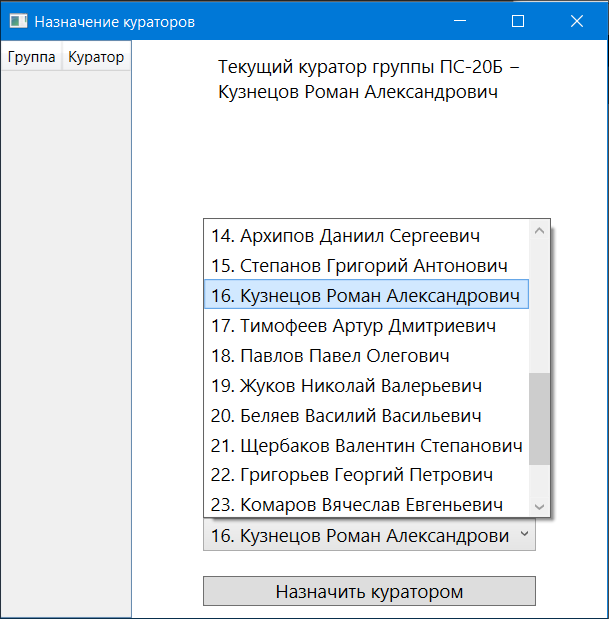 Назначение кураторов
Группа Куратор
Текущий куратор группы ПС-20Б –
Кузнецов Роман Александрович
14. Архипов Даниил Сергеевич
15. Степанов Григорий Антонович
16. Кузнецов Роман Александрович
17. Тимофеев Артур Дмитриевич
18. Павлов Павел Олегович
19. Жуков Николай Валерьевич
20. Беляев Василий Васильевич
21. Щербаков Валентин Степанович
22. Григорьев Георгий Петрович
23. Комаров Вячеслав Евгеньевич
16. Кузнецов Роман Александрови
Назначить куратором